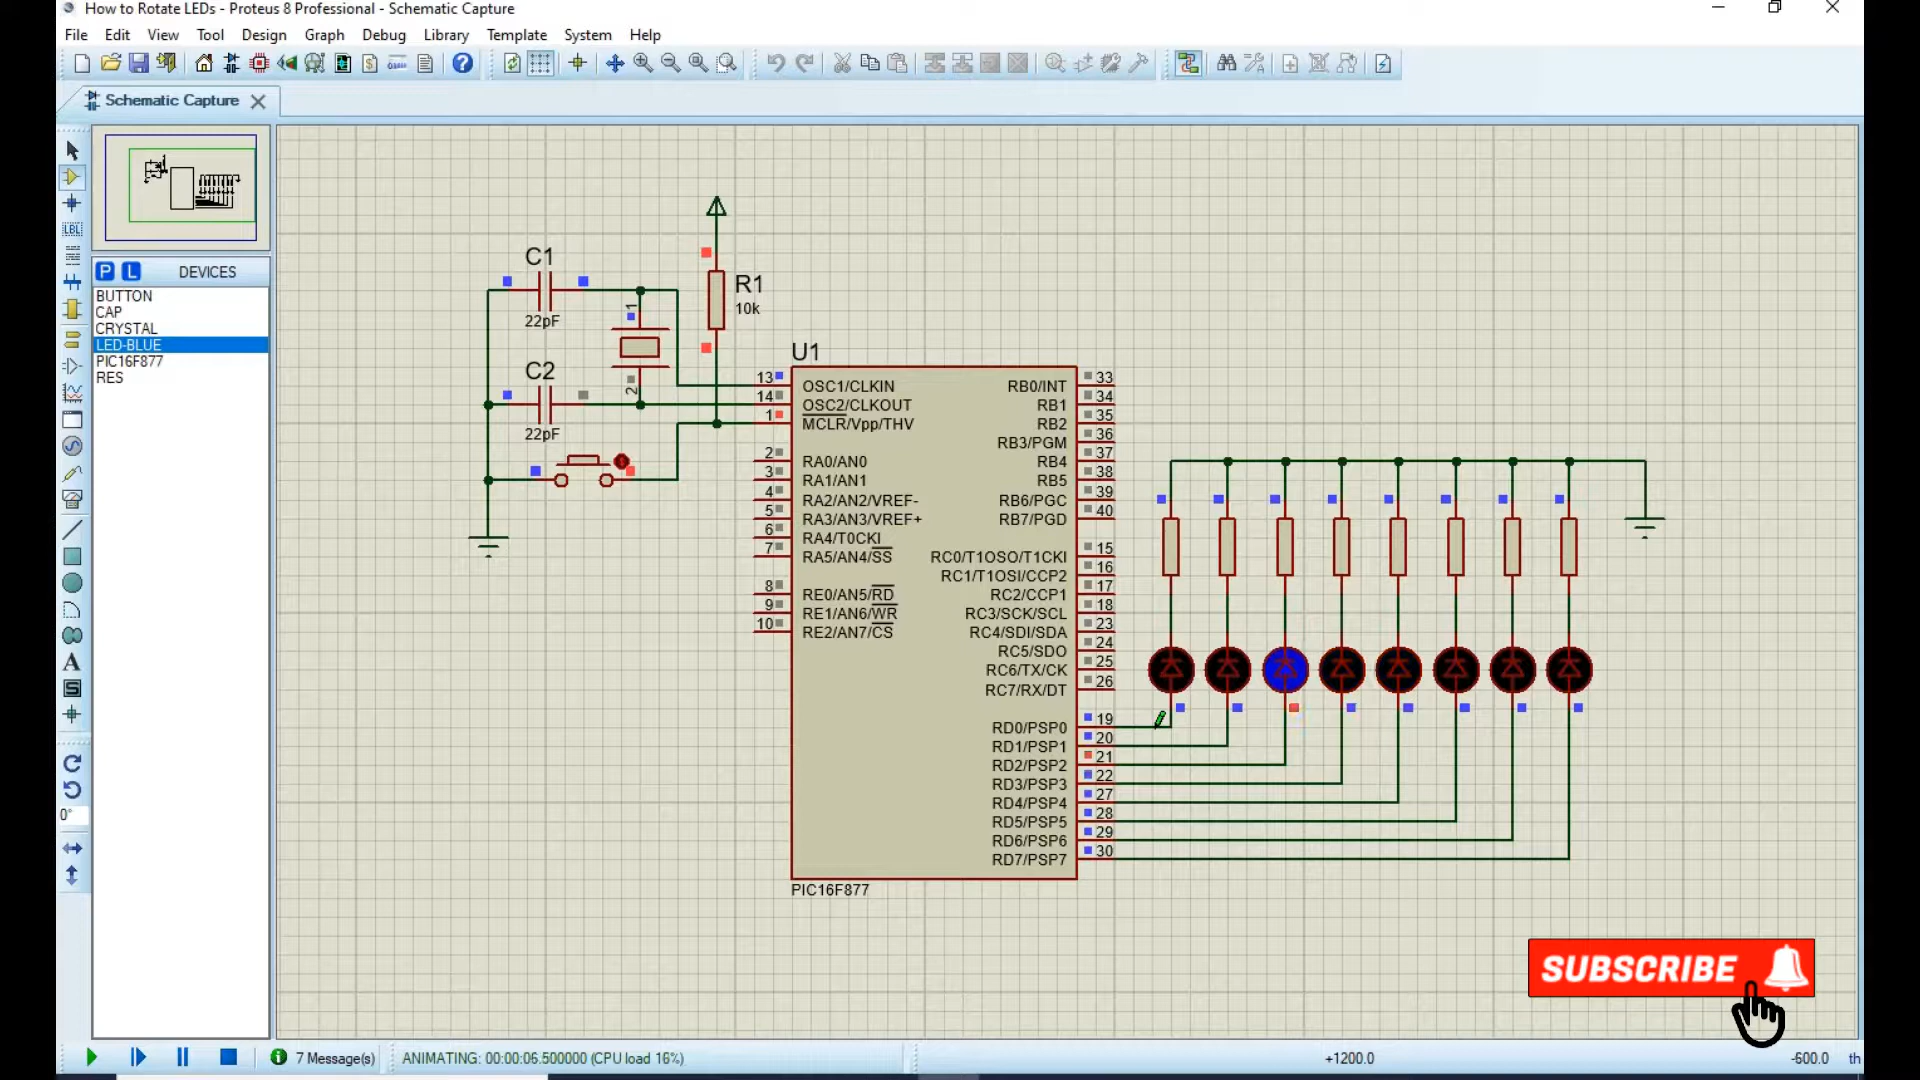 How to Rotate LEDs - Proteus 8 Professional - Schematic Capture
File Edit View Tool Design Graph Debug Library Template System Help
Schematic Capture
P L DEVICES
BUTTON
CAP
CRYSTAL
LED-BLUE
PIC16F877
RES
LBL
A
S
0°
C1
22pF
C2
22pF
1
2
R1
10k
U1
13 OSC1/CLKIN
14 OSC2/CLKOUT
1 MCLR/Vpp/THV
2 RA0/AN0
3 RA1/AN1
4 RA2/AN2/VREF-
5 RA3/AN3/VREF+
6 RA4/T0CKI
7 RA5/AN4/SS
8 RE0/AN5/RD
9 RE1/AN6/WR
10 RE2/AN7/CS
RB0/INT 33
RB1 34
RB2 35
RB3/PGM 36
RB4 37
RB5 38
RB6/PGC 39
RB7/PGD 40
RC0/T1OSO/T1CKI 15
RC1/T1OSI/CCP2 16
RC2/CCP1 17
RC3/SCK/SCL 18
RC4/SDI/SDA 23
RC5/SDO 24
RC6/TX/CK 25
RC7/RX/DT 26
RD0/PSP0 19
RD1/PSP1 20
RD2/PSP2 21
RD3/PSP3 22
RD4/PSP4 27
RD5/PSP5 28
RD6/PSP6 29
RD7/PSP7 30
PIC16F877
SUBSCRIBE
7 Message(s) ANIMATING: 00:00:06.500000 (CPU load 16%) +1200.0 -600.0 th